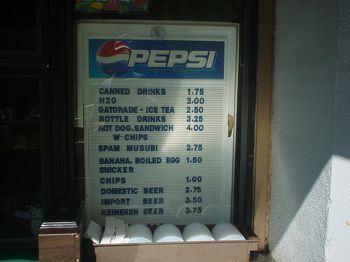 PEPSI
CANNED DRINKS 1.75
H2O 2.00
GATORADE - ICE TEA 2.50
BOTTLE DRINKS 3.25
HOT DOG, SANDWICH 4.00
W-CHIPS
SPAM MUSUBI 2.75
BANANA, BOILED EGG 1.50
SNICKER
CHIPS 1.00
DOMESTIC BEER 2.75
IMPORT BEER 3.50
HEINEKEN BEER 3.75